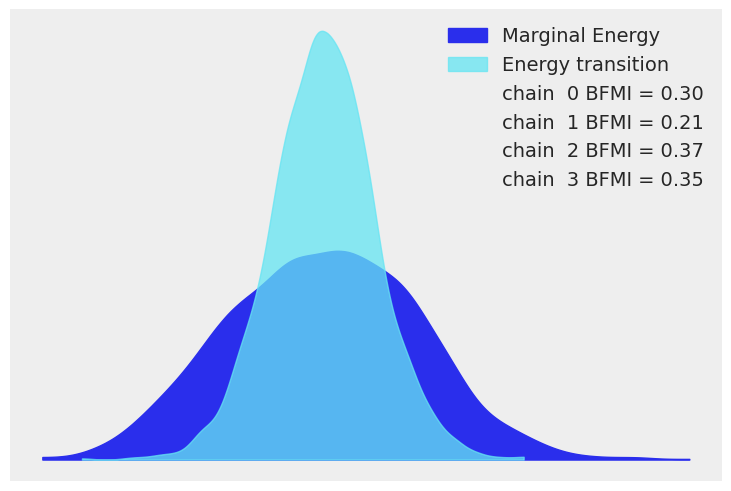 Marginal Energy
Energy transition
chain  0 BFMI = 0.30
chain  1 BFMI = 0.21
chain  2 BFMI = 0.37
chain  3 BFMI = 0.35